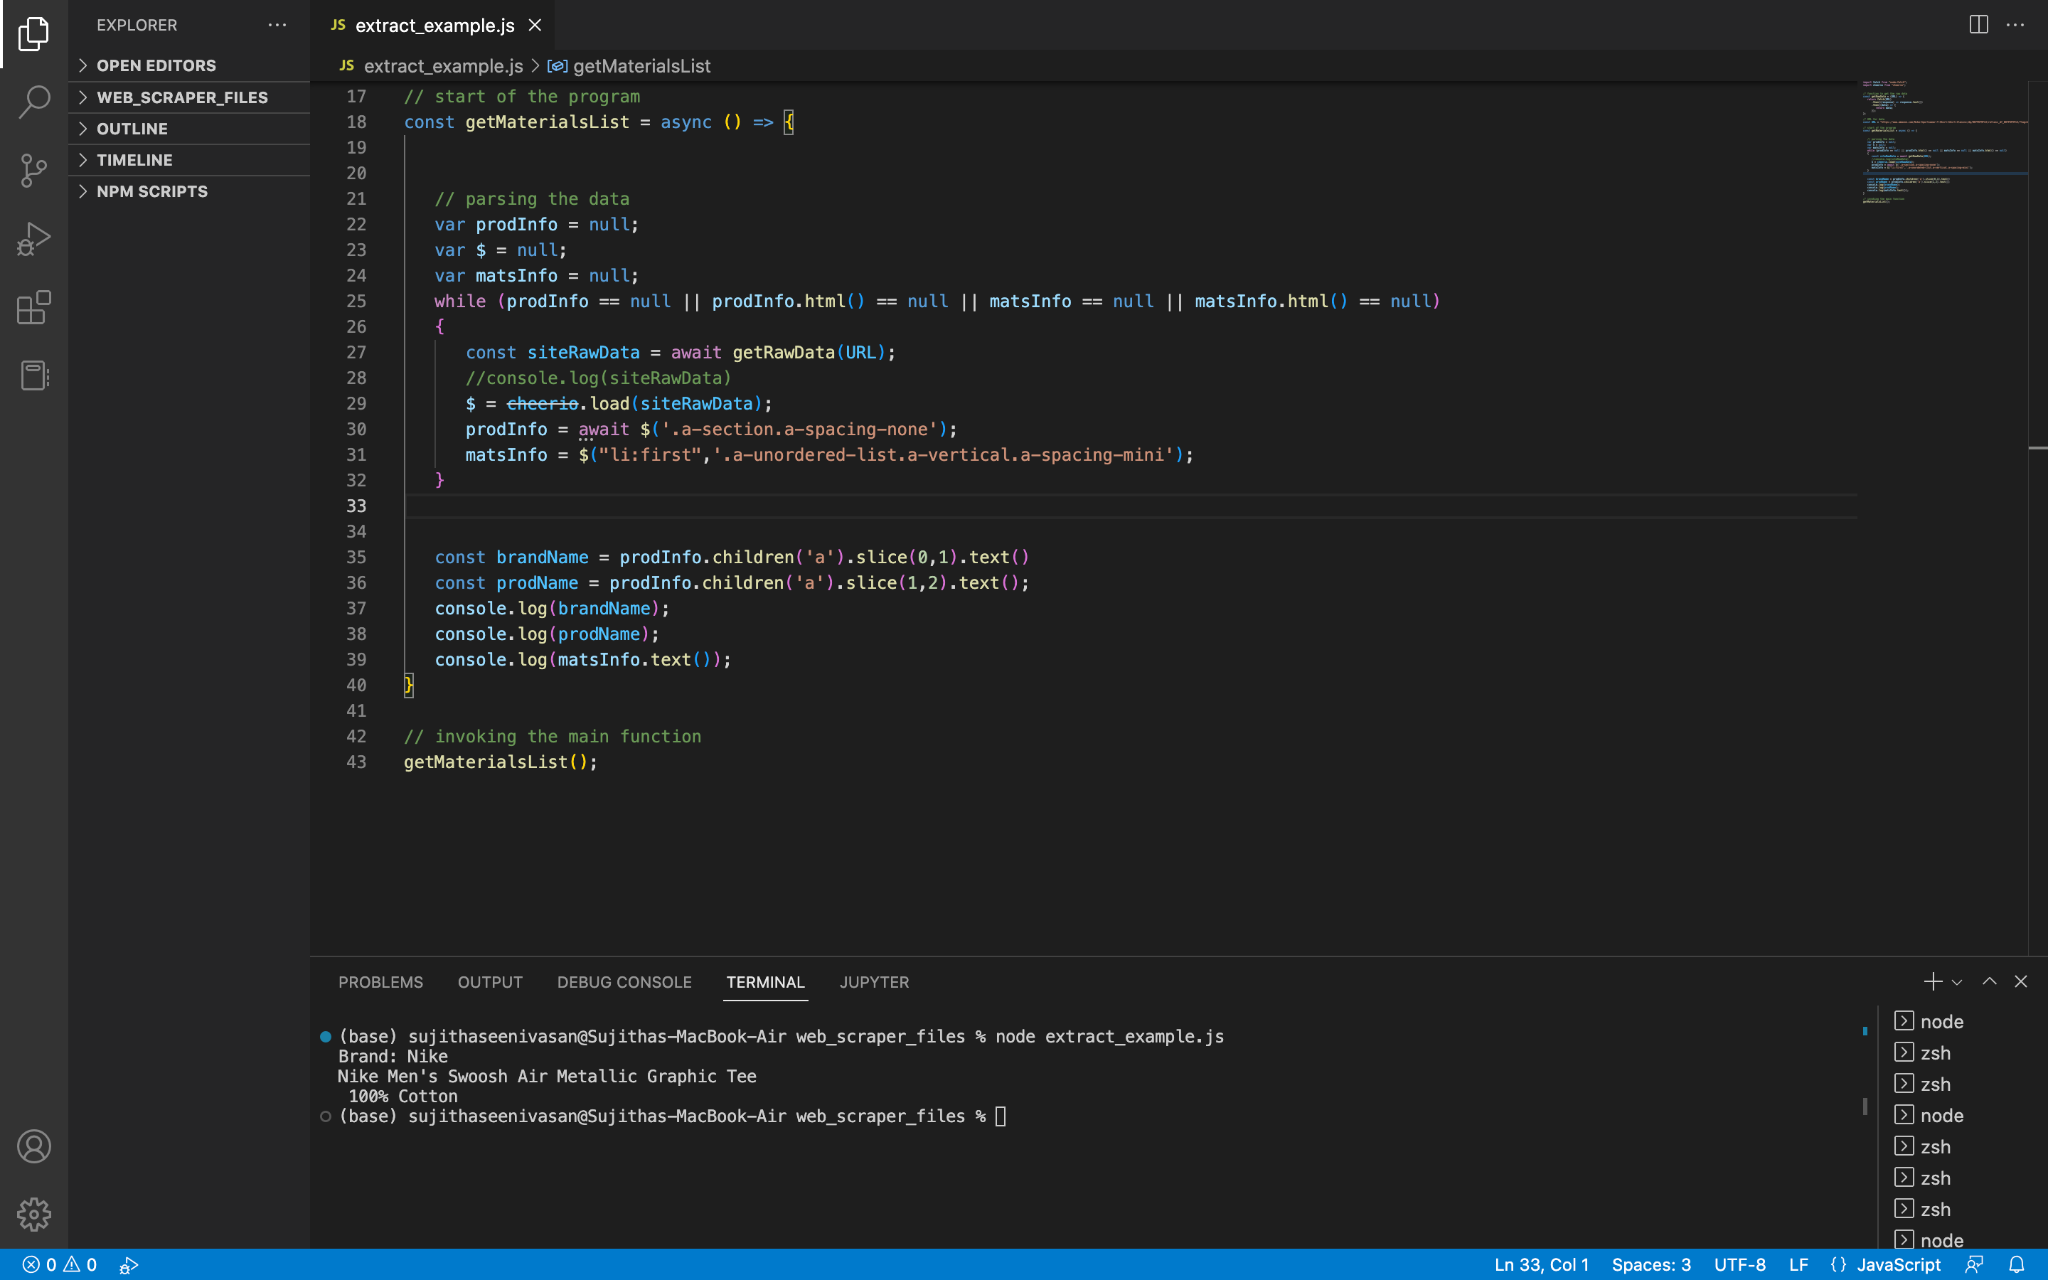 EXPLORER ···
OPEN EDITORS
WEB_SCRAPER_FILES
OUTLINE
TIMELINE
NPM SCRIPTS
JS extract_example.js
JS extract_example.js > getMaterialsList
17 // start of the program
18 const getMaterialsList = async () => {
19
20
21 // parsing the data
22 var prodInfo = null;
23 var $ = null;
24 var matsInfo = null;
25 while (prodInfo == null || prodInfo.html() == null || matsInfo == null || matsInfo.html() == null)
26 {
27 const siteRawData = await getRawData(URL);
28 //console.log(siteRawData)
29 $ = cheerio.load(siteRawData);
30 prodInfo = await $('.a-section.a-spacing-none');
31 matsInfo = $("li:first",'.a-unordered-list.a-vertical.a-spacing-mini');
32 }
33
34
35 const brandName = prodInfo.children('a').slice(0,1).text()
36 const prodName = prodInfo.children('a').slice(1,2).text();
37 console.log(brandName);
38 console.log(prodName);
39 console.log(matsInfo.text());
40 }
41
42 // invoking the main function
43 getMaterialsList();
PROBLEMS OUTPUT DEBUG CONSOLE TERMINAL JUPYTER
(base) sujithaseenivasan@Sujithas-MacBook-Air web_scraper_files % node extract_example.js
Brand: Nike
Nike Men's Swoosh Air Metallic Graphic Tee
100% Cotton
(base) sujithaseenivasan@Sujithas-MacBook-Air web_scraper_files %
node
zsh
zsh
node
zsh
zsh
zsh
node
0 0 Ln 33, Col 1 Spaces: 3 UTF-8 LF {} JavaScript